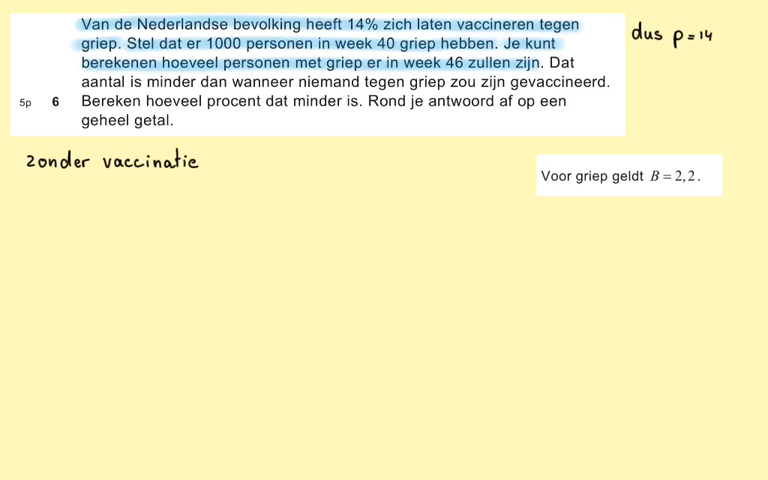 Van de Nederlandse bevolking heeft 14% zich laten vaccineren tegen
griep. Stel dat er 1000 personen in week 40 griep hebben. Je kunt
berekenen hoeveel personen met griep er in week 46 zullen zijn. Dat
aantal is minder dan wanneer niemand tegen griep zou zijn gevaccineerd.
5p 6 Bereken hoeveel procent dat minder is. Rond je antwoord af op een
geheel getal.
dus p = 14
zonder vaccinatie
Voor griep geldt B = 2,2.